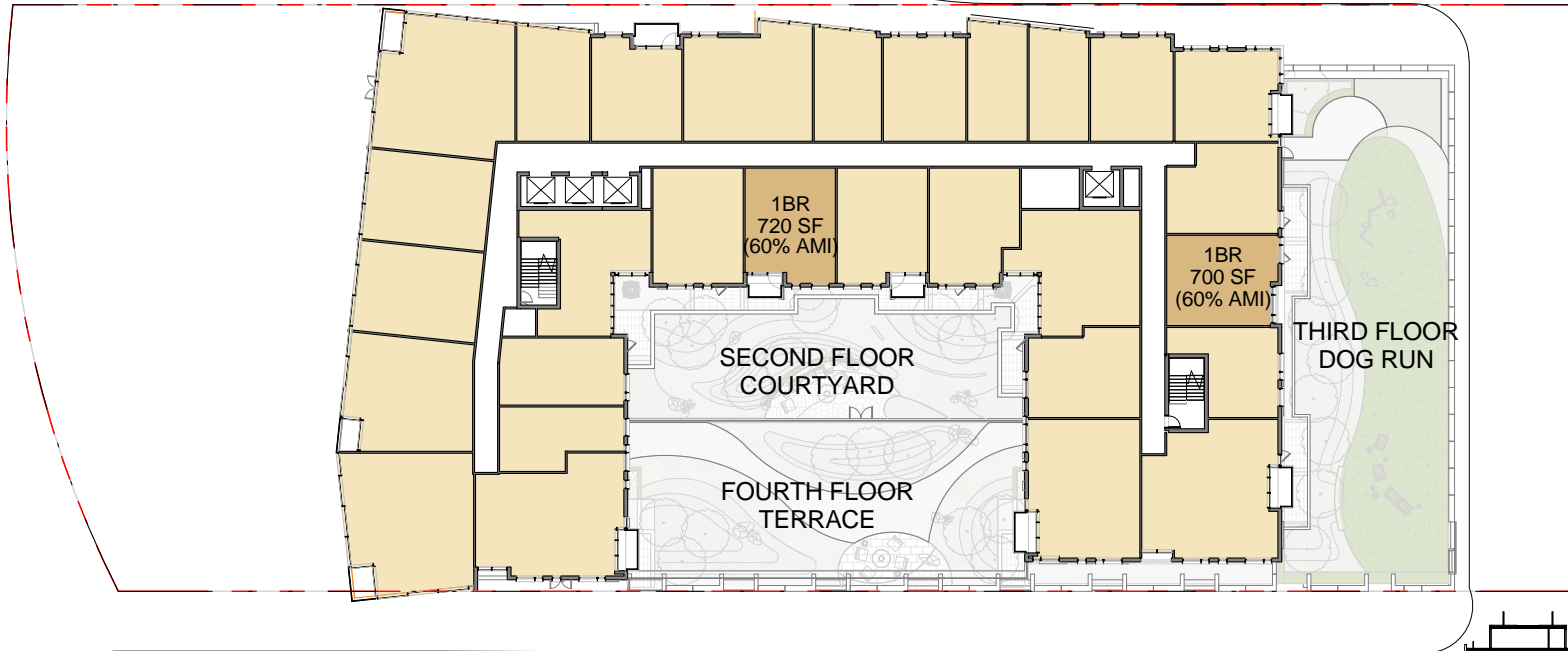 1BR
720 SF
(60% AMI)
1BR
700 SF
(60% AMI)
THIRD FLOOR
DOG RUN
SECOND FLOOR
COURTYARD
FOURTH FLOOR
TERRACE